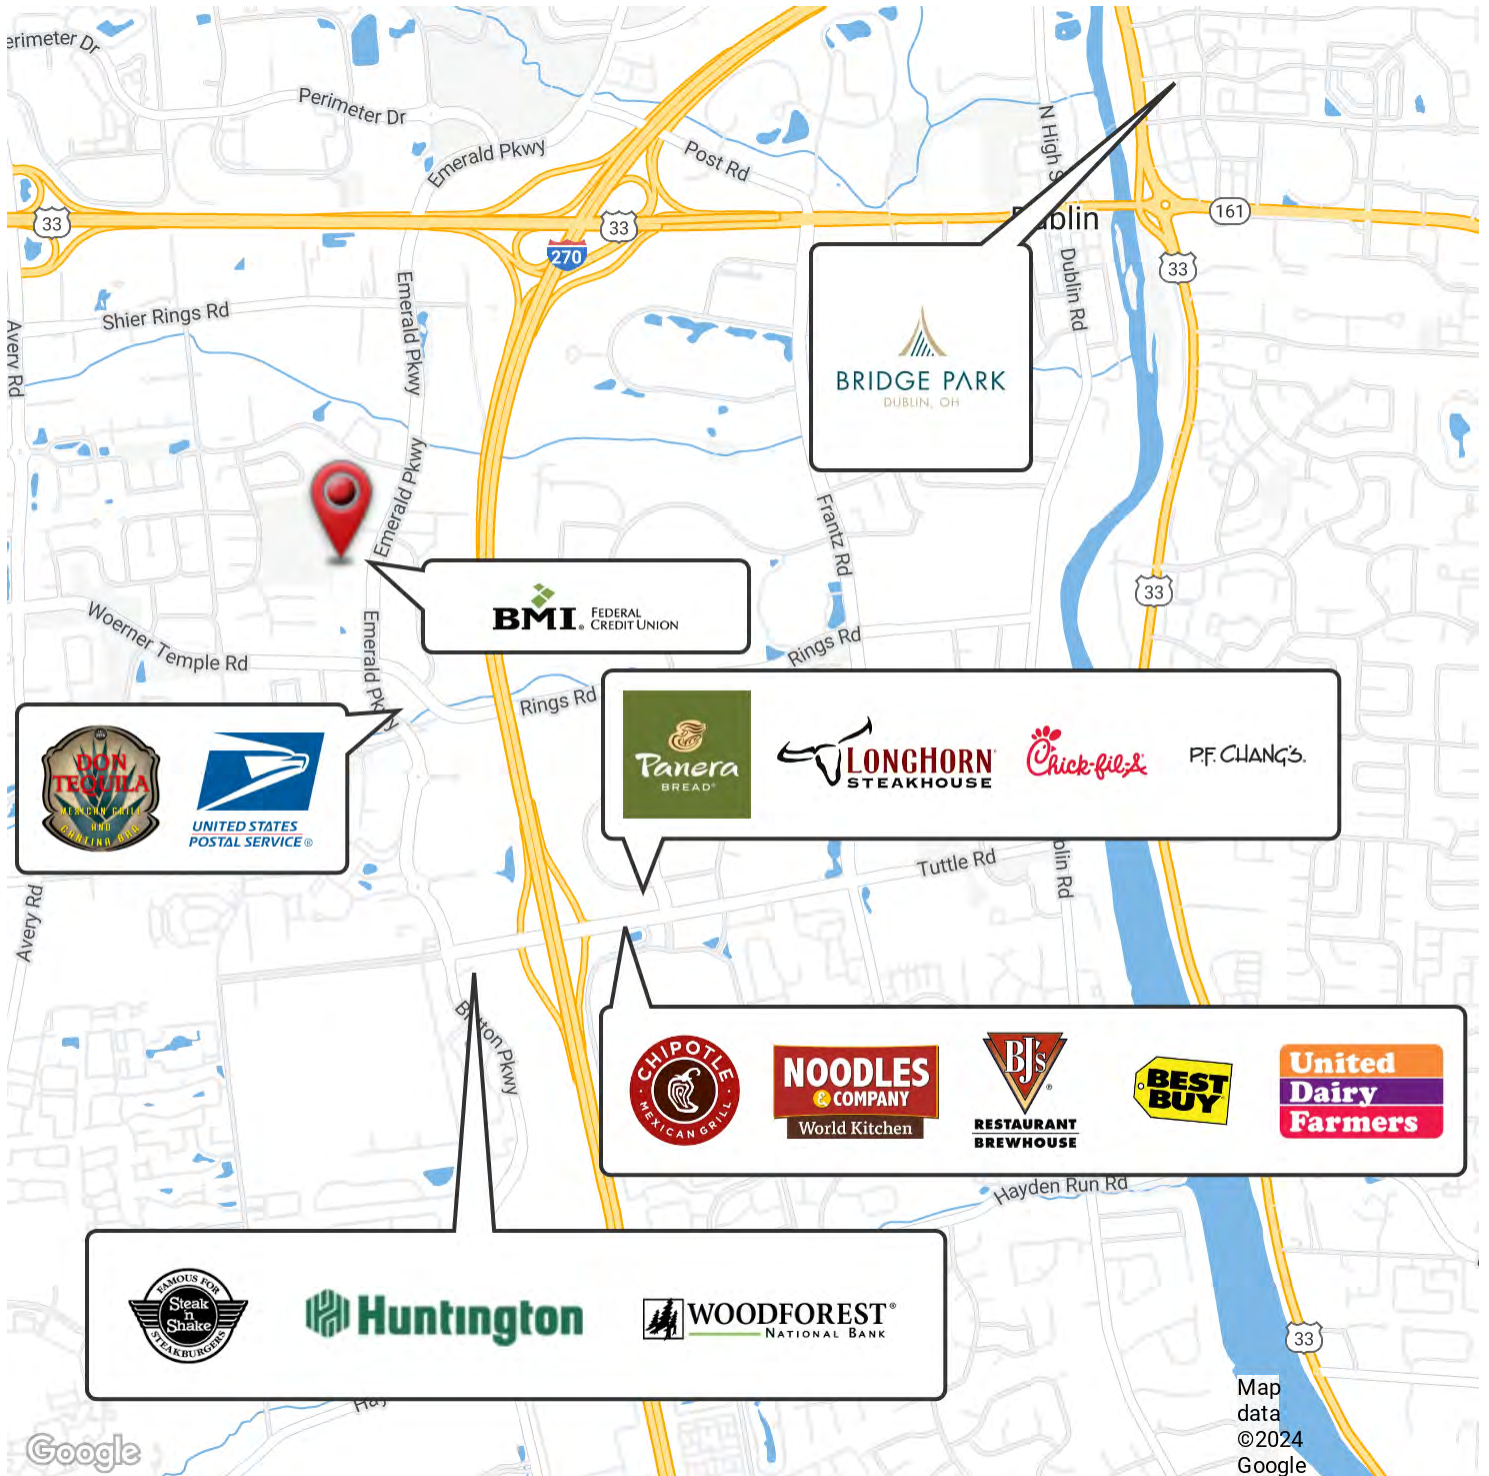 erimeter Dr
Perimeter Dr
Emerald Pkwy
Post Rd
N High S
33
33
270
Dublin
161
33
Shier Rings Rd
Emerald Pkwy
Dublin Rd
Avery Rd
BRIDGE PARK
DUBLIN, OH
Emerald Pkwy
Frantz Rd
33
BMI. FEDERAL
CREDIT UNION
Woerner Temple Rd
Emerald Pkwy
Rings Rd
Rings Rd
DON
TEQUILA
MEXICAN GRILL
AND
CANTINA BAR
UNITED STATES
POSTAL SERVICE®
Panera
BREAD®
LONGHORN®
STEAKHOUSE
Chick-fil-A®
P.F. CHANG'S.
Tuttle Rd
blin Rd
Avery Rd
Britton Pkwy
CHIPOTLE
MEXICAN GRILL
NOODLES
& COMPANY
World Kitchen
BJ's
®
RESTAURANT
BREWHOUSE
BEST
BUY
United
Dairy
Farmers
Hayden Run Rd
FAMOUS FOR
Steak
'n
Shake
STEAKBURGERS
Huntington
WOODFOREST®
NATIONAL BANK
33
Hay
Google
Map
data
©2024
Google